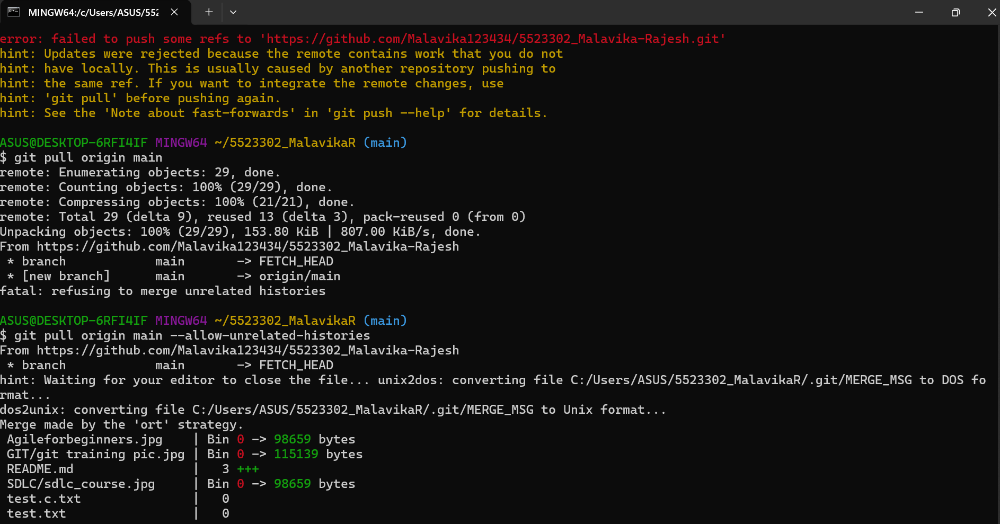 MINGW64:/c/Users/ASUS/552
error: failed to push some refs to 'https://github.com/Malavika123434/5523302_Malavika-Rajesh.git'
hint: Updates were rejected because the remote contains work that you do not
hint: have locally. This is usually caused by another repository pushing to
hint: the same ref. If you want to integrate the remote changes, use
hint: 'git pull' before pushing again.
hint: See the 'Note about fast-forwards' in 'git push --help' for details.
ASUS@DESKTOP-6RFI4IF MINGW64 ~/5523302_MalavikaR (main)
$ git pull origin main
remote: Enumerating objects: 29, done.
remote: Counting objects: 100% (29/29), done.
remote: Compressing objects: 100% (21/21), done.
remote: Total 29 (delta 9), reused 13 (delta 3), pack-reused 0 (from 0)
Unpacking objects: 100% (29/29), 153.80 KiB | 807.00 KiB/s, done.
From https://github.com/Malavika123434/5523302_Malavika-Rajesh
 * branch            main       -> FETCH_HEAD
 * [new branch]      main       -> origin/main
fatal: refusing to merge unrelated histories
ASUS@DESKTOP-6RFI4IF MINGW64 ~/5523302_MalavikaR (main)
$ git pull origin main --allow-unrelated-histories
From https://github.com/Malavika123434/5523302_Malavika-Rajesh
 * branch            main       -> FETCH_HEAD
hint: Waiting for your editor to close the file... unix2dos: converting file C:/Users/ASUS/5523302_MalavikaR/.git/MERGE_MSG to DOS fo
rmat...
dos2unix: converting file C:/Users/ASUS/5523302_MalavikaR/.git/MERGE_MSG to Unix format...
Merge made by the 'ort' strategy.
 Agileforbeginners.jpg    | Bin 0 -> 98659 bytes
 GIT/git training pic.jpg | Bin 0 -> 115139 bytes
 README.md                |   3 +++
 SDLC/sdlc_course.jpg     | Bin 0 -> 98659 bytes
 test.c.txt               |   0
 test.txt                 |   0